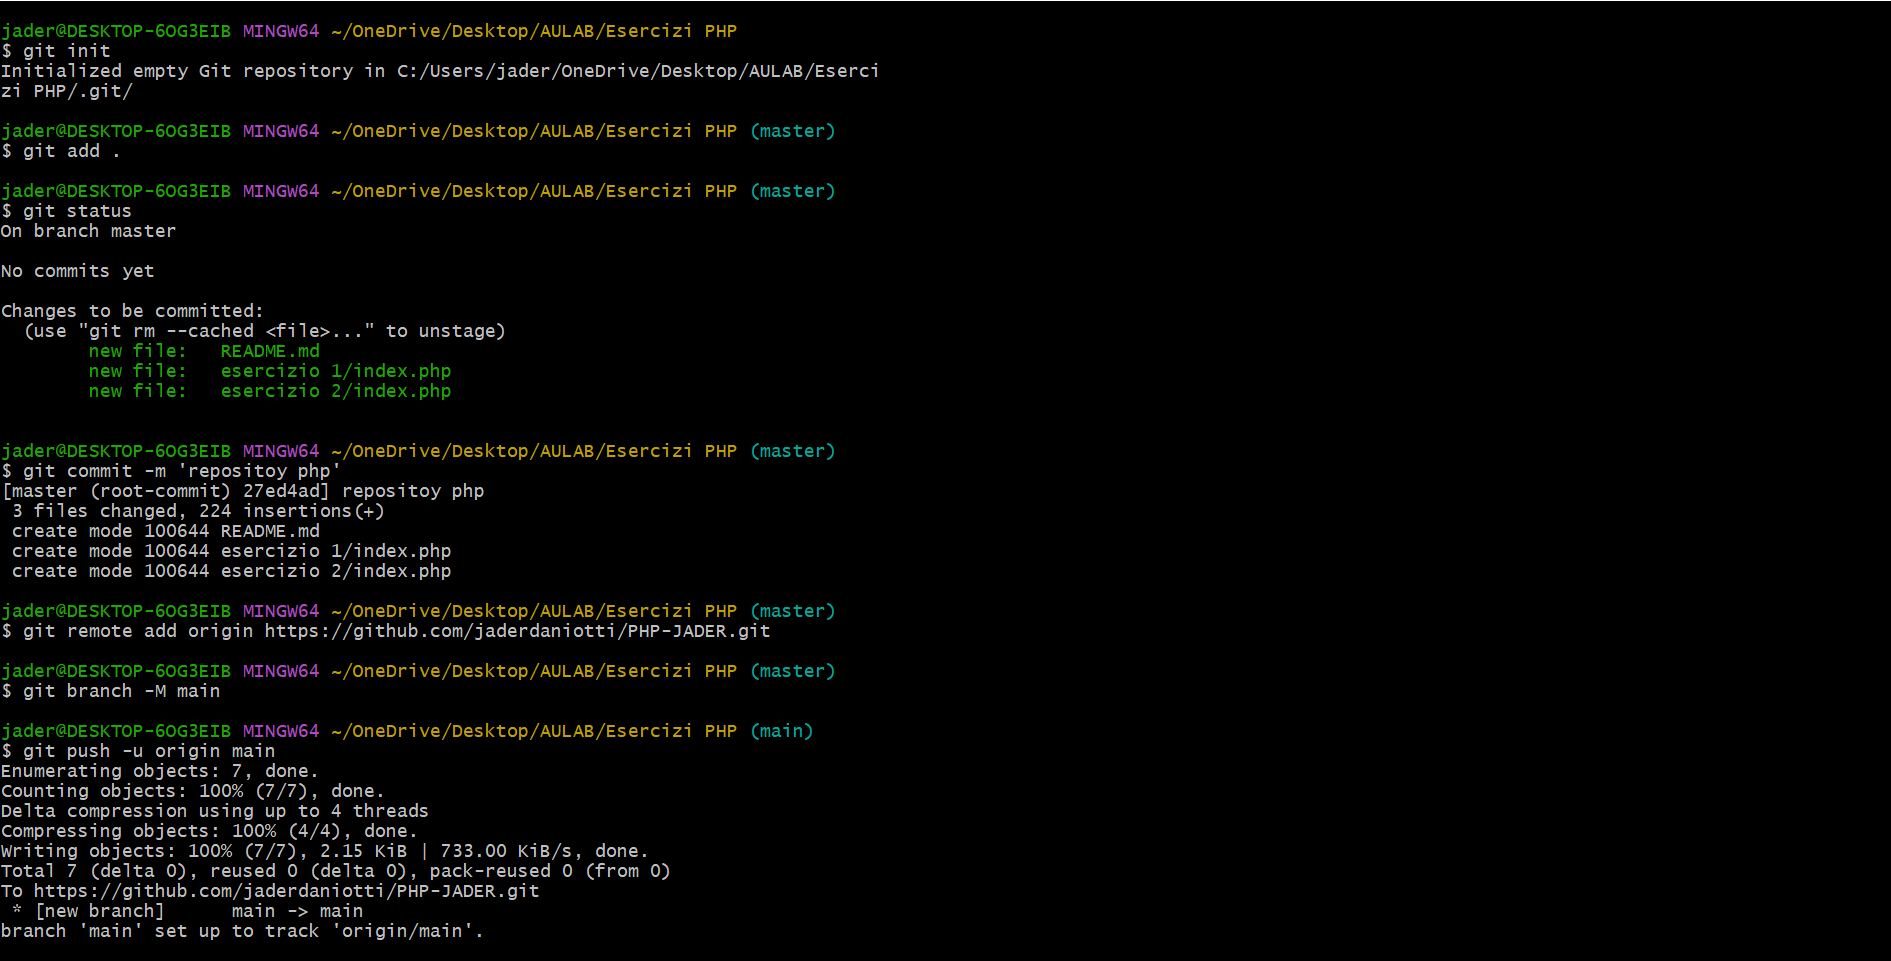 jader@DESKTOP-6OG3EIB MINGW64 ~/OneDrive/Desktop/AULAB/Esercizi PHP
$ git init
Initialized empty Git repository in C:/Users/jader/OneDrive/Desktop/AULAB/Eserci
zi PHP/.git/
jader@DESKTOP-6OG3EIB MINGW64 ~/OneDrive/Desktop/AULAB/Esercizi PHP (master)
$ git add .
jader@DESKTOP-6OG3EIB MINGW64 ~/OneDrive/Desktop/AULAB/Esercizi PHP (master)
$ git status
On branch master
No commits yet
Changes to be committed:
  (use "git rm --cached <file>..." to unstage)
        new file:   README.md
        new file:   esercizio 1/index.php
        new file:   esercizio 2/index.php
jader@DESKTOP-6OG3EIB MINGW64 ~/OneDrive/Desktop/AULAB/Esercizi PHP (master)
$ git commit -m 'repositoy php'
[master (root-commit) 27ed4ad] repositoy php
 3 files changed, 224 insertions(+)
 create mode 100644 README.md
 create mode 100644 esercizio 1/index.php
 create mode 100644 esercizio 2/index.php
jader@DESKTOP-6OG3EIB MINGW64 ~/OneDrive/Desktop/AULAB/Esercizi PHP (master)
$ git remote add origin https://github.com/jaderdaniotti/PHP-JADER.git
jader@DESKTOP-6OG3EIB MINGW64 ~/OneDrive/Desktop/AULAB/Esercizi PHP (master)
$ git branch -M main
jader@DESKTOP-6OG3EIB MINGW64 ~/OneDrive/Desktop/AULAB/Esercizi PHP (main)
$ git push -u origin main
Enumerating objects: 7, done.
Counting objects: 100% (7/7), done.
Delta compression using up to 4 threads
Compressing objects: 100% (4/4), done.
Writing objects: 100% (7/7), 2.15 KiB | 733.00 KiB/s, done.
Total 7 (delta 0), reused 0 (delta 0), pack-reused 0 (from 0)
To https://github.com/jaderdaniotti/PHP-JADER.git
 * [new branch]      main -> main
branch 'main' set up to track 'origin/main'.